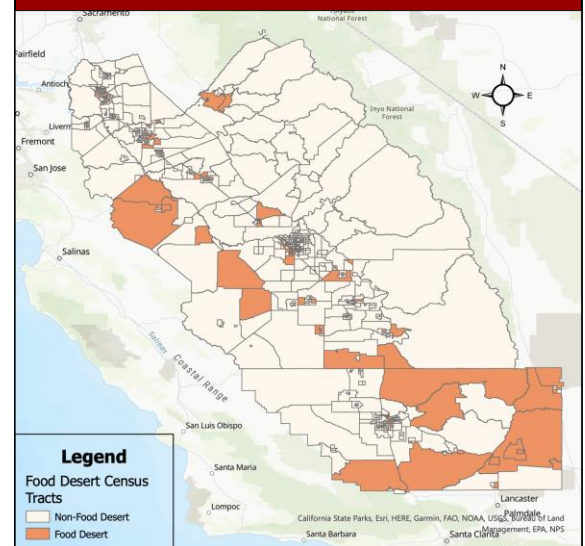 Sacramento
National Forest
Fairfield
Antioch
Inyo National
Forest
N
W
E
S
Liverm
Fremont
San Jose
Salinas
Salinas
Coastal Range
San Luis Obispo
Santa Maria
Lompoc
Santa Barbara
Santa Clarita
Lancaster
Palmdale
Legend
Food Desert Census
Tracts
Non-Food Desert
Food Desert
California State Parks, Esri, HERE, Garmin, FAO, NOAA, USGS, Bureau of Land
Management, EPA, NPS